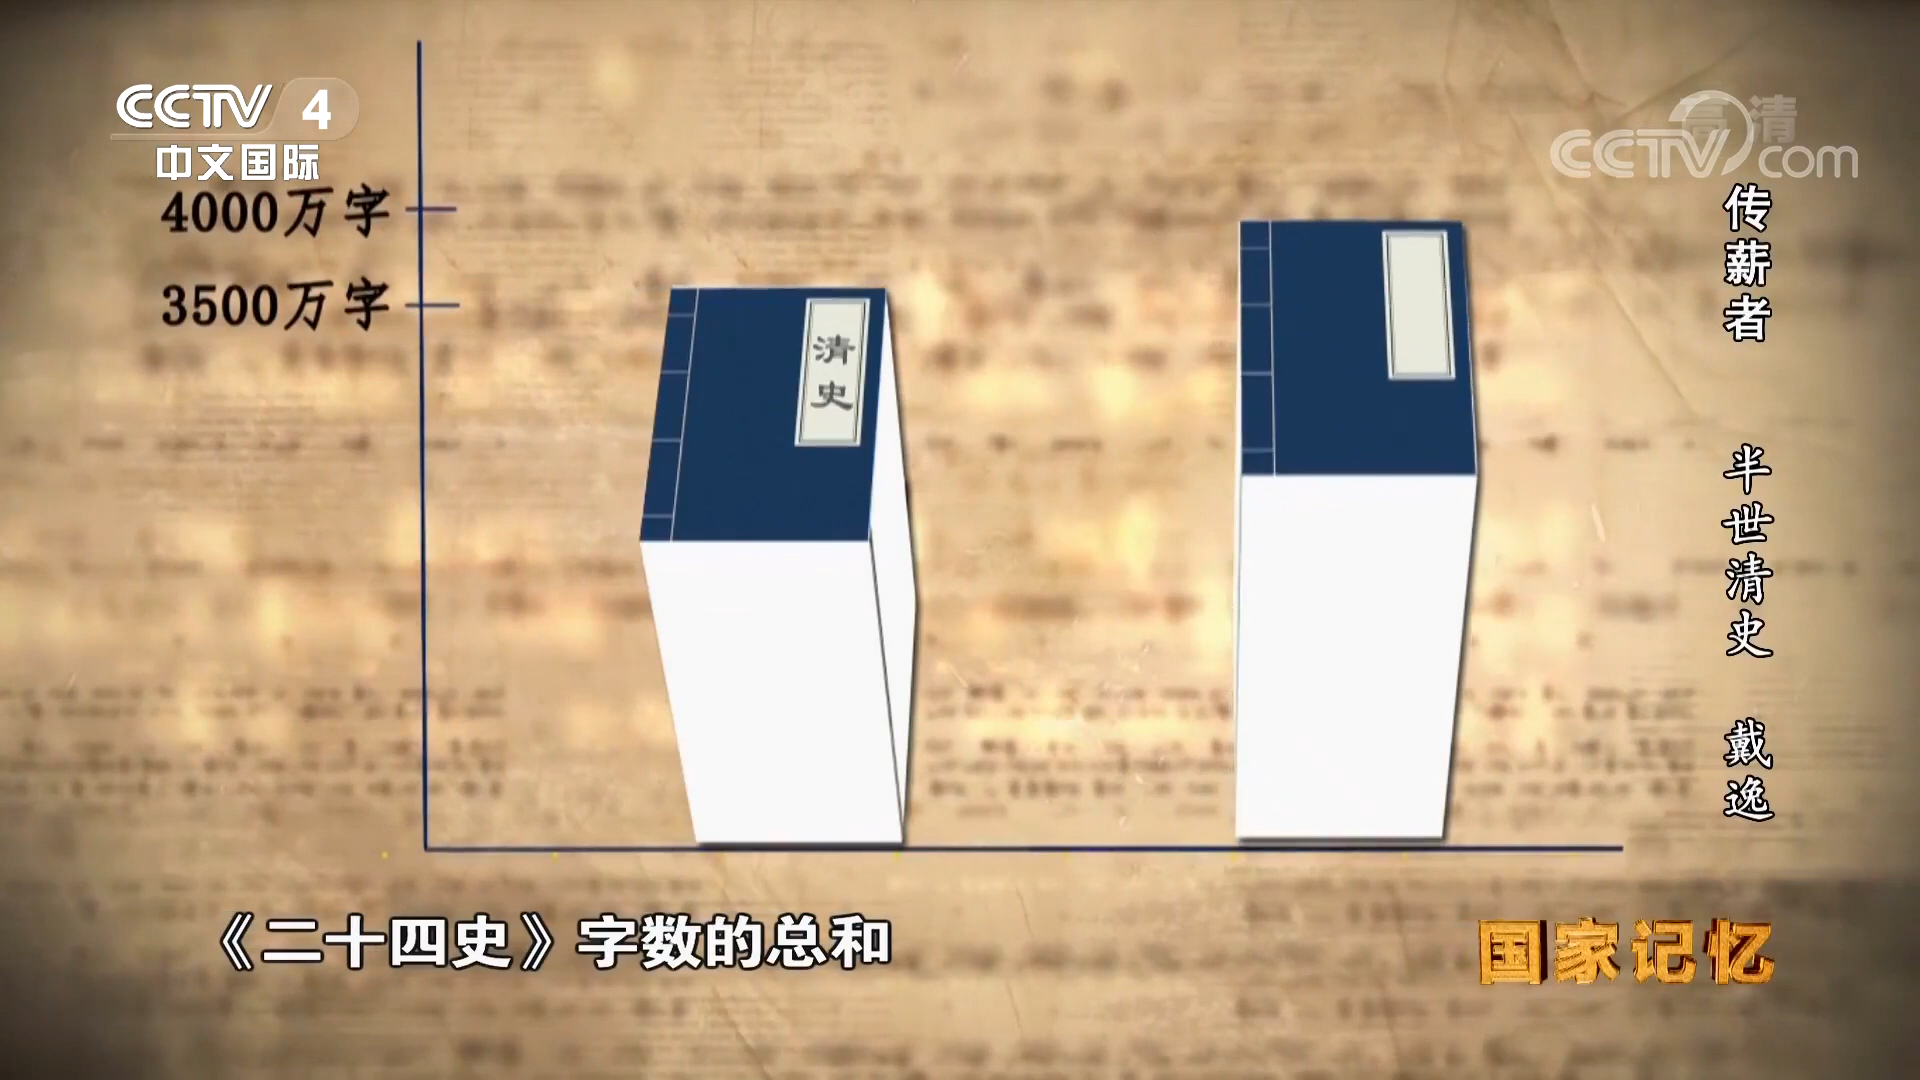 CCTV 4
中文国际
高清
CCTV com
4000万字
3500万字
清史
传薪者 半世清史 戴逸
《二十四史》字数的总和
国家记忆